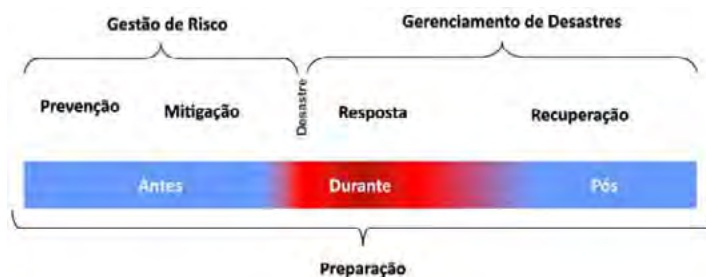 Gestão de Risco
Gerenciamento de Desastres
Prevenção
Mitigação
Desastre
Resposta
Recuperação
Antes
Durante
Pós
Preparação